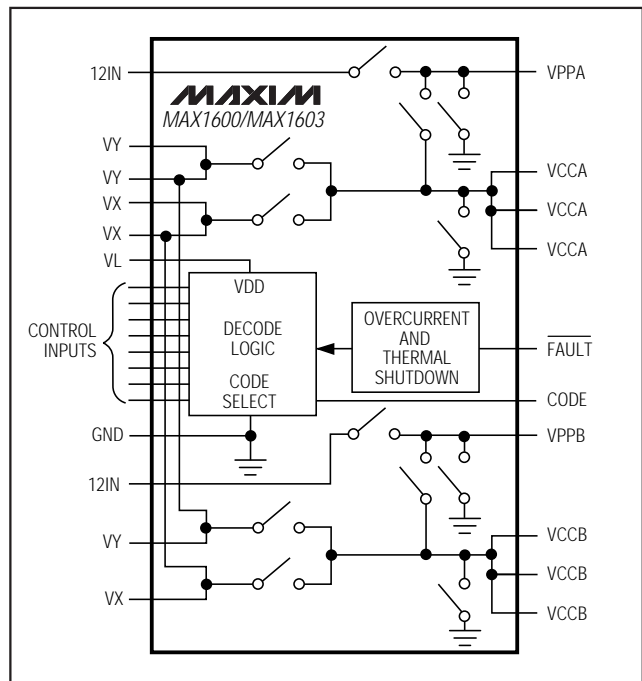 12IN
VPPA
MAXIM
MAX1600/MAX1603
VY
VY
VX
VX
VL
VCCA
VCCA
VCCA
VDD
DECODE
LOGIC
CODE
SELECT
CONTROL
INPUTS
OVERCURRENT
AND
THERMAL
SHUTDOWN
FAULT
CODE
GND
VPPB
12IN
VY
VX
VCCB
VCCB
VCCB